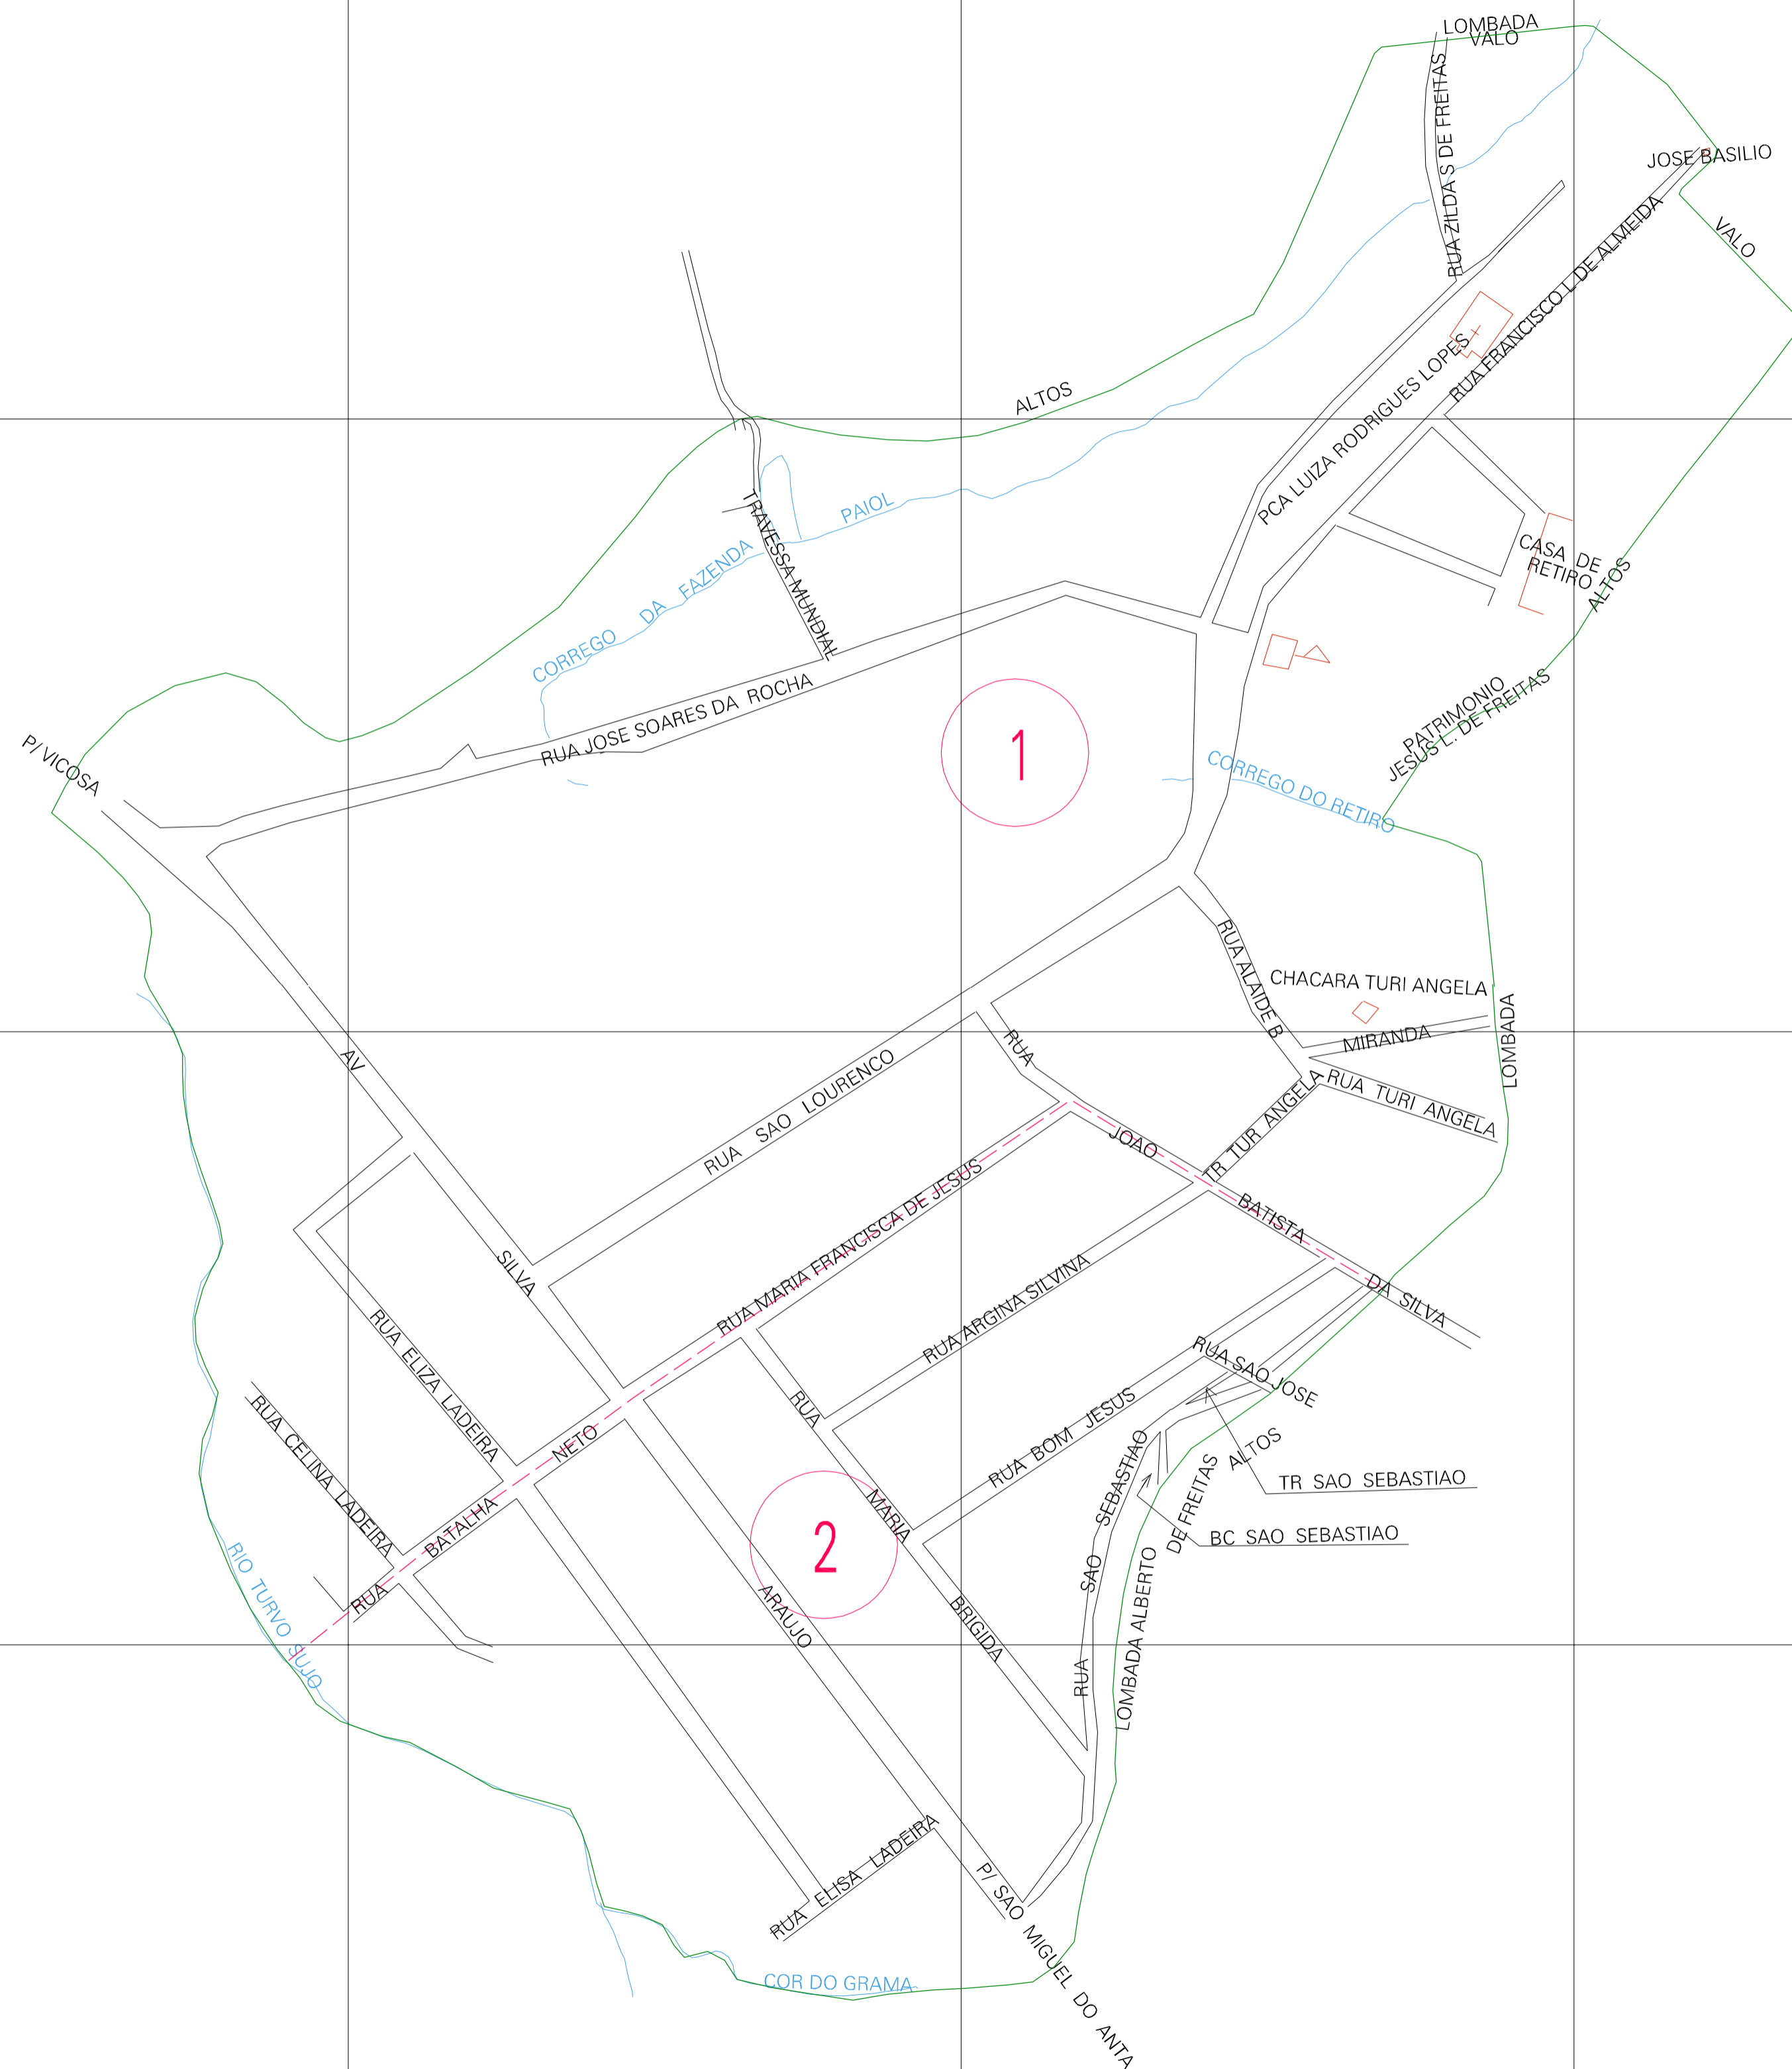 LOMBADA
VALO
RUA ZILDA S DE FREITAS
JOSE BASILIO
VALO
RUA FRANCISCO L DE ALMEIDA
PCA LUIZA RODRIGUES LOPES
ALTOS
PAIOL
CORREGO DA FAZENDA
TRAVESSA MUNDIAL
CASA DE
RETIRO
ALTOS
RUA JOSE SOARES DA ROCHA
PATRIMONIO
JESUS L. DE FREITAS
P/ VICOSA
1
CORREGO DO RETIRO
RUA ALAIDE B
CHACARA TURI ANGELA
MIRANDA
LOMBADA
RUA TURI ANGELA
TR TUR ANGELA
AV
SILVA
ARAUJO
RUA SAO LOURENCO
RUA
JOAO
BATISTA
DA SILVA
RUA MARIA FRANCISCA DE JESUS
RUA ARGINA SILVINA
RUA ELIZA LADEIRA
RUA CELINA LADEIRA
RUA
BATALHA
NETO
RUA
MARIA
BRIGIDA
RUA BOM JESUS
RUA SAO JOSE
ALTOS
TR SAO SEBASTIAO
BC SAO SEBASTIAO
RUA
SAO
SEBASTIAO
LOMBADA ALBERTO
DE FREITAS
2
RIO TURVO SUJO
RUA ELISA LADEIRA
P/ SAO MIGUEL DO ANTA
COR DO GRAMA